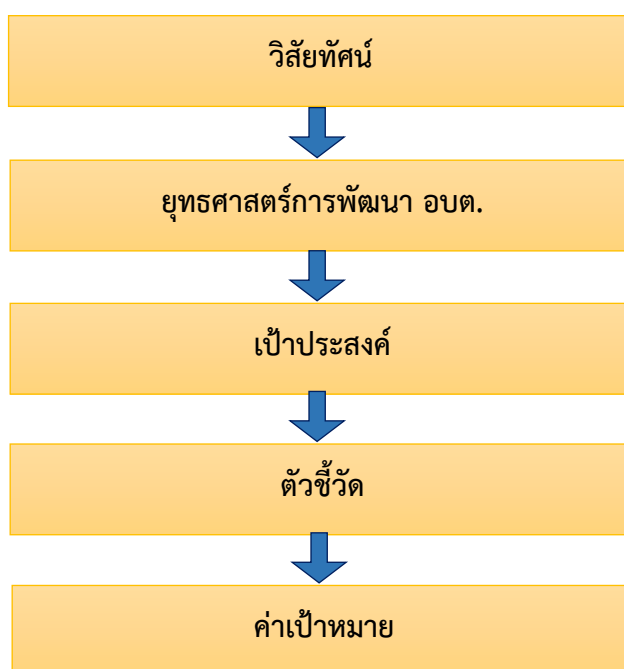 วิสัยทัศน์
ยุทธศาสตร์การพัฒนา อบต.
เป้าประสงค์
ตัวชี้วัด
ค่าเป้าหมาย